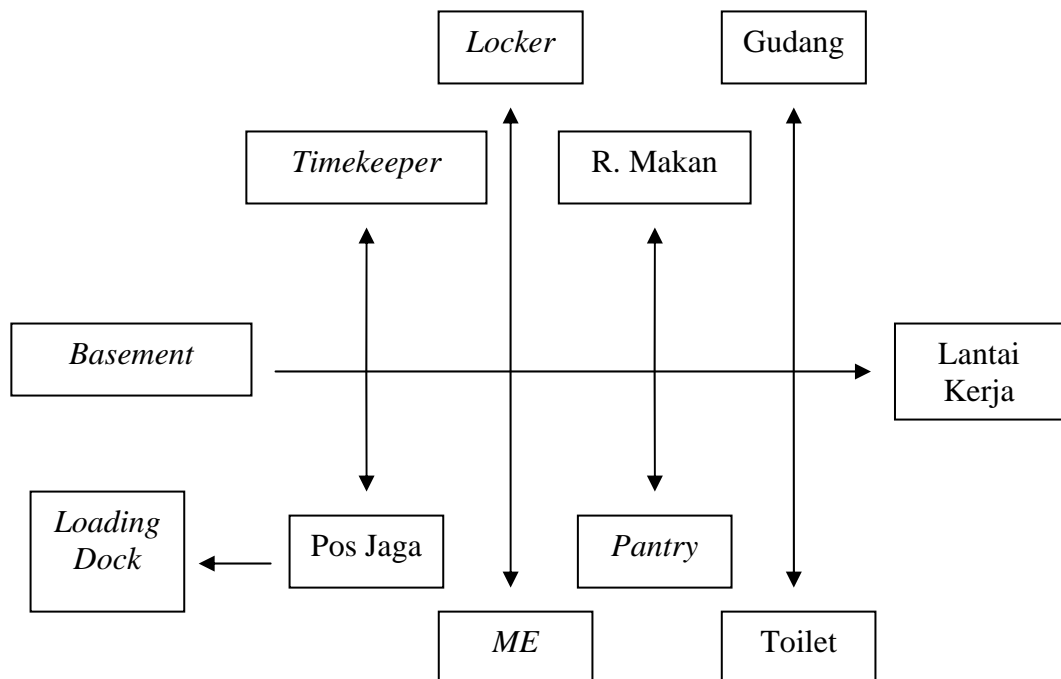 Locker
Gudang
Timekeeper
R. Makan
Basement
Lantai
Kerja
Loading
Dock
Pos Jaga
Pantry
ME
Toilet